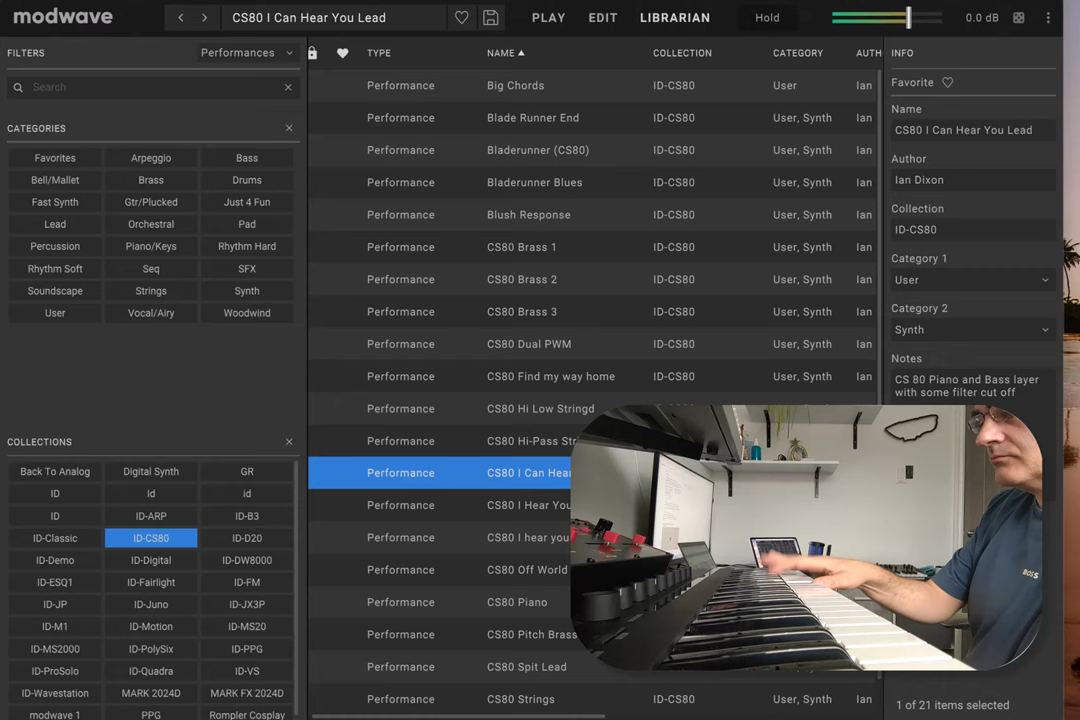 modwave
CS80 I Can Hear You Lead
PLAY
EDIT
LIBRARIAN
Hold
0.0 dB
FILTERS
Performances
Search
CATEGORIES
Favorites Arpeggio Bass
Bell/Mallet Brass Drums
Fast Synth Gtr/Plucked Just 4 Fun
Lead Orchestral Pad
Percussion Piano/Keys Rhythm Hard
Rhythm Soft Seq SFX
Soundscape Strings Synth
User Vocal/Airy Woodwind
COLLECTIONS
Back To Analog Digital Synth GR
ID Id id
ID ID-ARP ID-B3
ID-Classic ID-CS80 ID-D20
ID-Demo ID-Digital ID-DW8000
ID-ESQ1 ID-Fairlight ID-FM
ID-JP ID-Juno ID-JX3P
ID-M1 ID-Motion ID-MS20
ID-MS2000 ID-PolySix ID-PPG
ID-ProSolo ID-Quadra ID-VS
ID-Wavestation MARK 2024D MARK FX 2024D
modwave 1 PPG Rompler Cosplay
TYPE NAME COLLECTION CATEGORY AUTH
Performance Big Chords ID-CS80 User Ian
Performance Blade Runner End ID-CS80 User, Synth Ian
Performance Bladerunner (CS80) ID-CS80 User, Synth Ian
Performance Bladerunner Blues ID-CS80 User, Synth Ian
Performance Blush Response ID-CS80 User, Synth Ian
Performance CS80 Brass 1 ID-CS80 User, Synth Ian
Performance CS80 Brass 2 ID-CS80 User, Synth Ian
Performance CS80 Brass 3 ID-CS80 User, Synth Ian
Performance CS80 Dual PWM ID-CS80 User, Synth Ian
Performance CS80 Find my way home ID-CS80 User, Synth Ian
Performance CS80 Hi Low Stringd
Performance CS80 Hi-Pass Str
Performance CS80 I Can Hear
Performance CS80 I Hear You
Performance CS80 I hear you
Performance CS80 Off World
Performance CS80 Piano
Performance CS80 Pitch Brass
Performance CS80 Spit Lead
Performance CS80 Strings ID-CS80 User, Synth Ian
INFO
Favorite
Name
CS80 I Can Hear You Lead
Author
Ian Dixon
Collection
ID-CS80
Category 1
User
Category 2
Synth
Notes
CS 80 Piano and Bass layer
with some filter cut off
BOSS
1 of 21 items selected